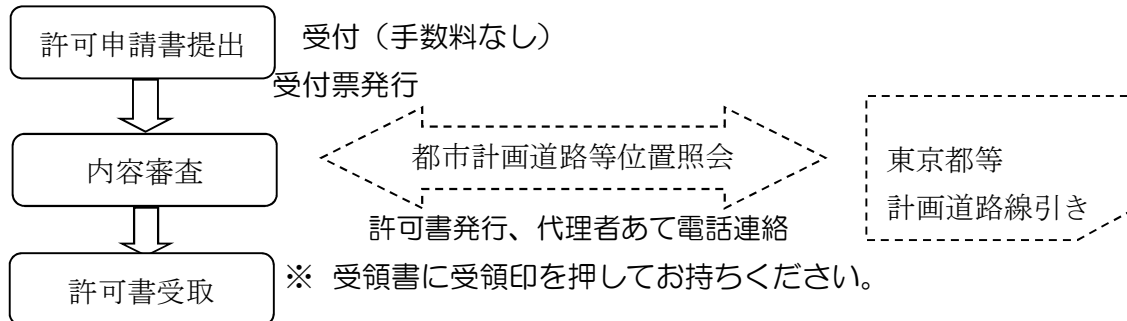 許可申請書提出
受付（手数料なし）
受付票発行
内容審査
都市計画道路等位置照会
東京都等
計画道路線引き
許可書発行、代理者あて電話連絡
許可書受取
※ 受領書に受領印を押してお持ちください。